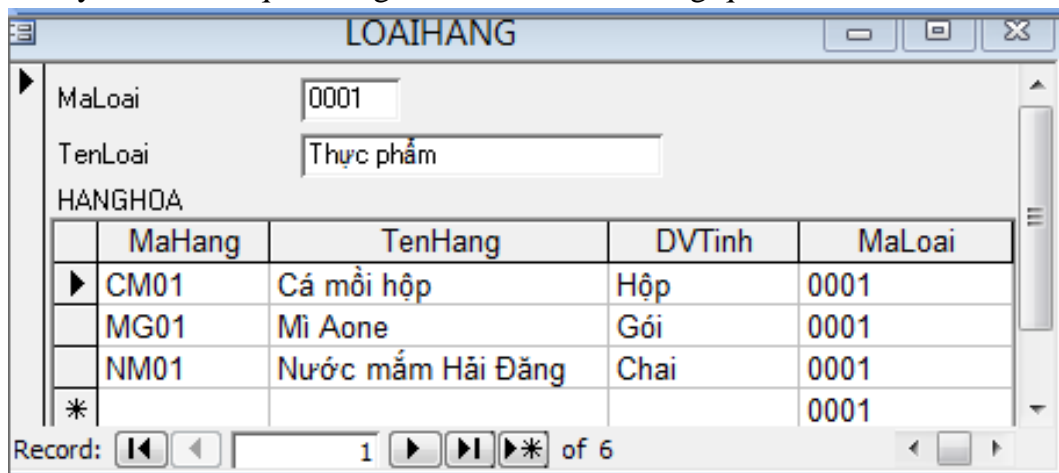 LOAIHANG
MaLoai 0001
TenLoai Thực phẩm
HANGHOA
MaHang TenHang DVTinh MaLoai
CM01 Cá mồi hộp Hộp 0001
MG01 Mì Aone Gói 0001
NM01 Nước mắm Hải Đăng Chai 0001
* 0001
Record: 1 of 6